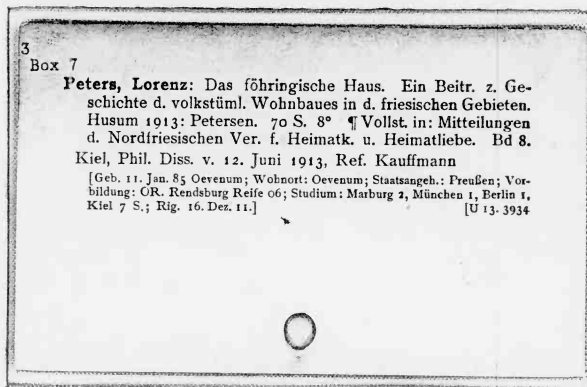 3
Box 7
Peters, Lorenz: Das föhringische Haus. Ein Beitr. z. Ge-
schichte d. volkstüml. Wohnbaues in d. friesischen Gebieten.
Husum 1913: Petersen. 70 S. 8° ¶ Vollst. in: Mitteilungen
d. Nordfriesischen Ver. f. Heimatk. u. Heimatliebe. Bd 8.
Kiel, Phil. Diss. v. 12. Juni 1913, Ref. Kauffmann
[Geb. 11. Jan. 85 Oevenum; Wohnort: Oevenum; Staatsangeh.: Preußen; Vor-
bildung: OR. Rendsburg Reife 06; Studium: Marburg 2, München 1, Berlin 1,
Kiel 7 S.; Rig. 16. Dez. 11.] [U 13. 3934